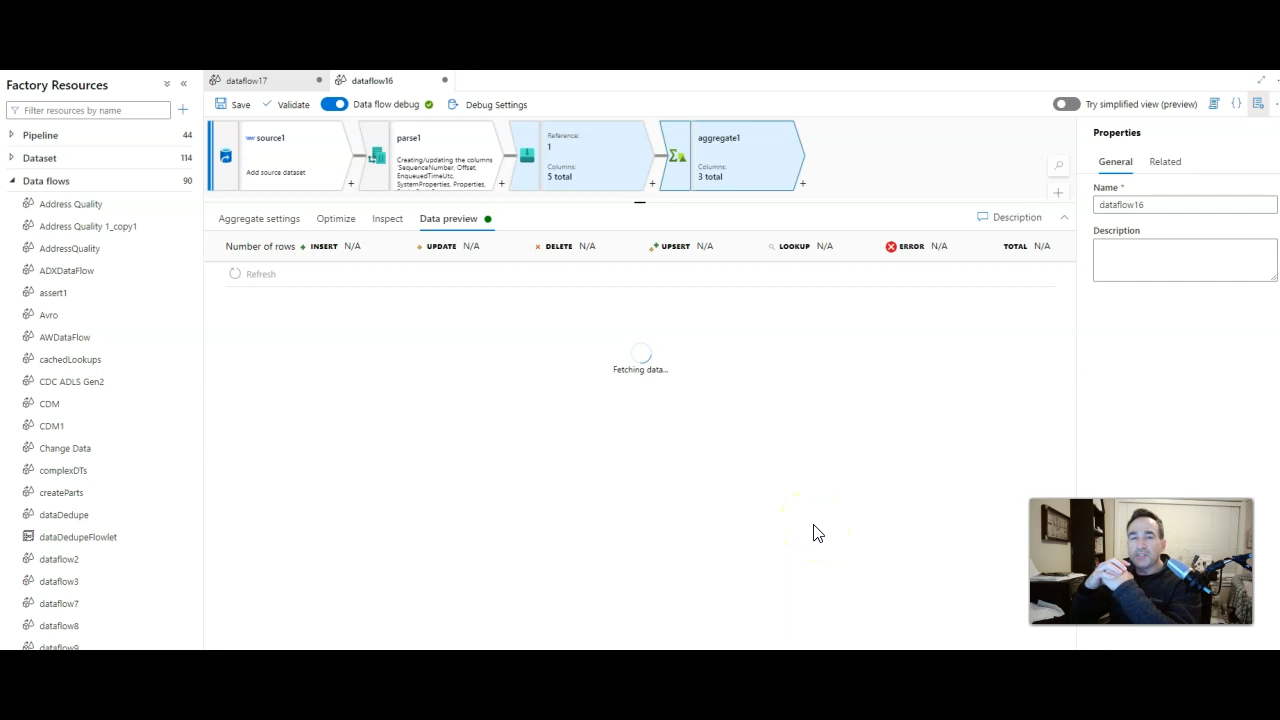 Factory Resources
Filter resources by name
Pipeline 44
Dataset 114
Data flows 90
Address Quality
Address Quality 1_copy1
AddressQuality
ADXDataFlow
assert1
Avro
AWDataFlow
cachedLookups
CDC ADLS Gen2
CDM
CDM1
Change Data
complexDTs
createParts
dataDedupe
dataDedupeFlowlet
dataflow2
dataflow3
dataflow7
dataflow8
dataflow9
dataflow17 dataflow16
Save Validate Data flow debug Debug Settings Try simplified view (preview)
source1
Add source dataset
parse1
Creating/updating the columns
'SequenceNumber, Offset,
EnqueuedTimeUtc,
SystemProperties, Properties,
Reference:
1
Columns:
5 total
aggregate1
Columns:
3 total
Aggregate settings Optimize Inspect Data preview Description
Number of rows INSERT N/A UPDATE N/A DELETE N/A UPSERT N/A LOOKUP N/A ERROR N/A TOTAL N/A
Refresh
Fetching data...
Properties
General Related
Name *
dataflow16
Description